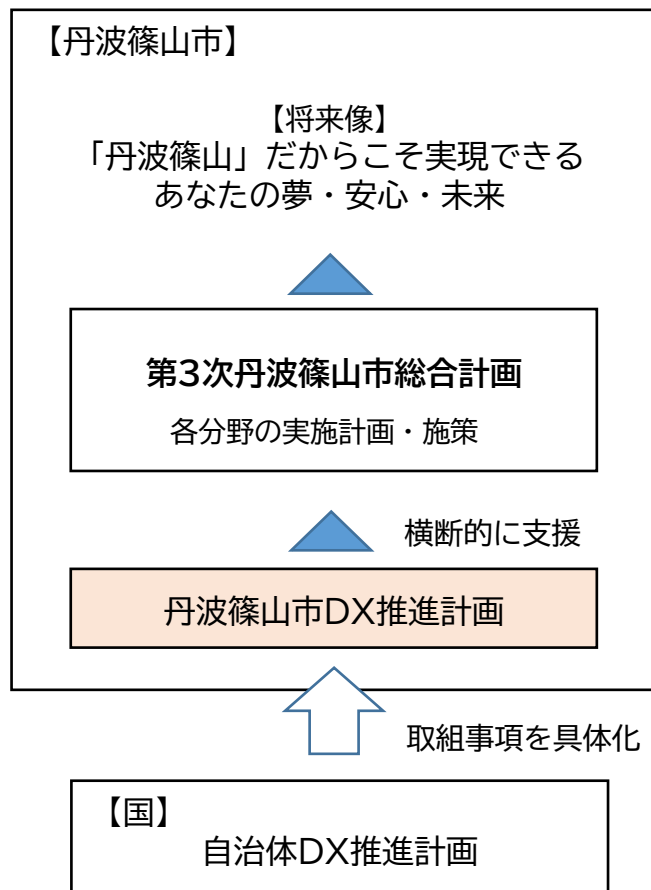 【丹波篠山市】
【将来像】
「丹波篠山」だからこそ実現できる
あなたの夢・安心・未来
第3次丹波篠山市総合計画
各分野の実施計画・施策
横断的に支援
丹波篠山市DX推進計画
取組事項を具体化
【国】
自治体DX推進計画